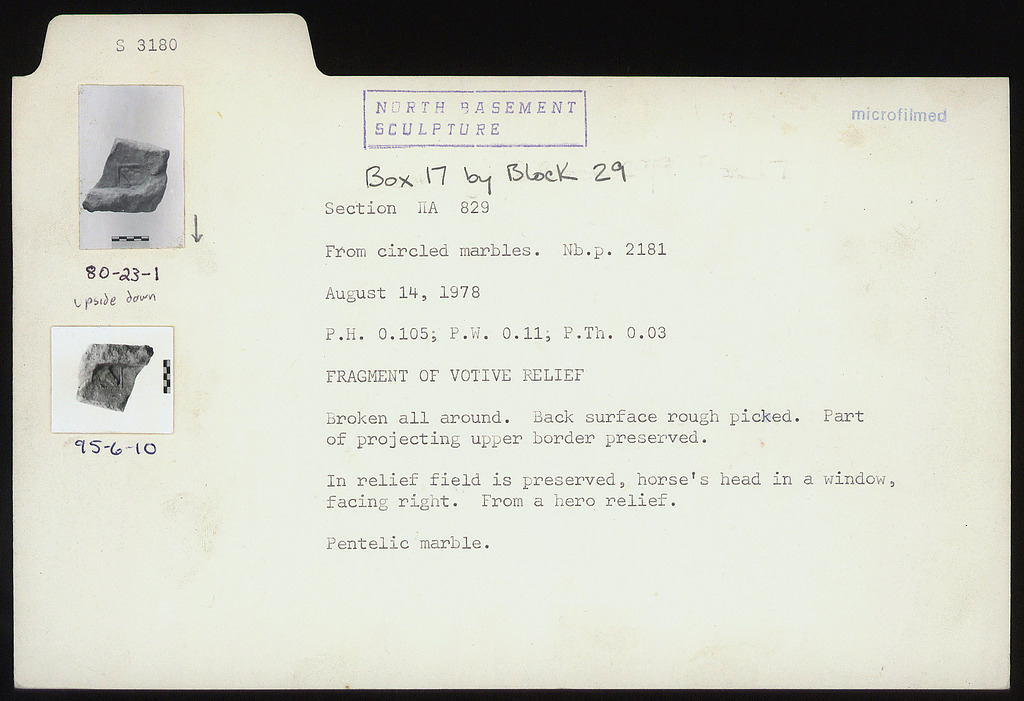 S 3180
NORTH BASEMENT
SCULPTURE
microfilmed
Box 17 by Block 29
Section ΠΑ 829
From circled marbles. Nb.p. 2181
August 14, 1978
P.H. 0.105; P.W. 0.11; P.Th. 0.03
FRAGMENT OF VOTIVE RELIEF
Broken all around. Back surface rough picked. Part
of projecting upper border preserved.
In relief field is preserved, horse's head in a window,
facing right. From a hero relief.
Pentelic marble.
80-23-1
upside down
95-6-10